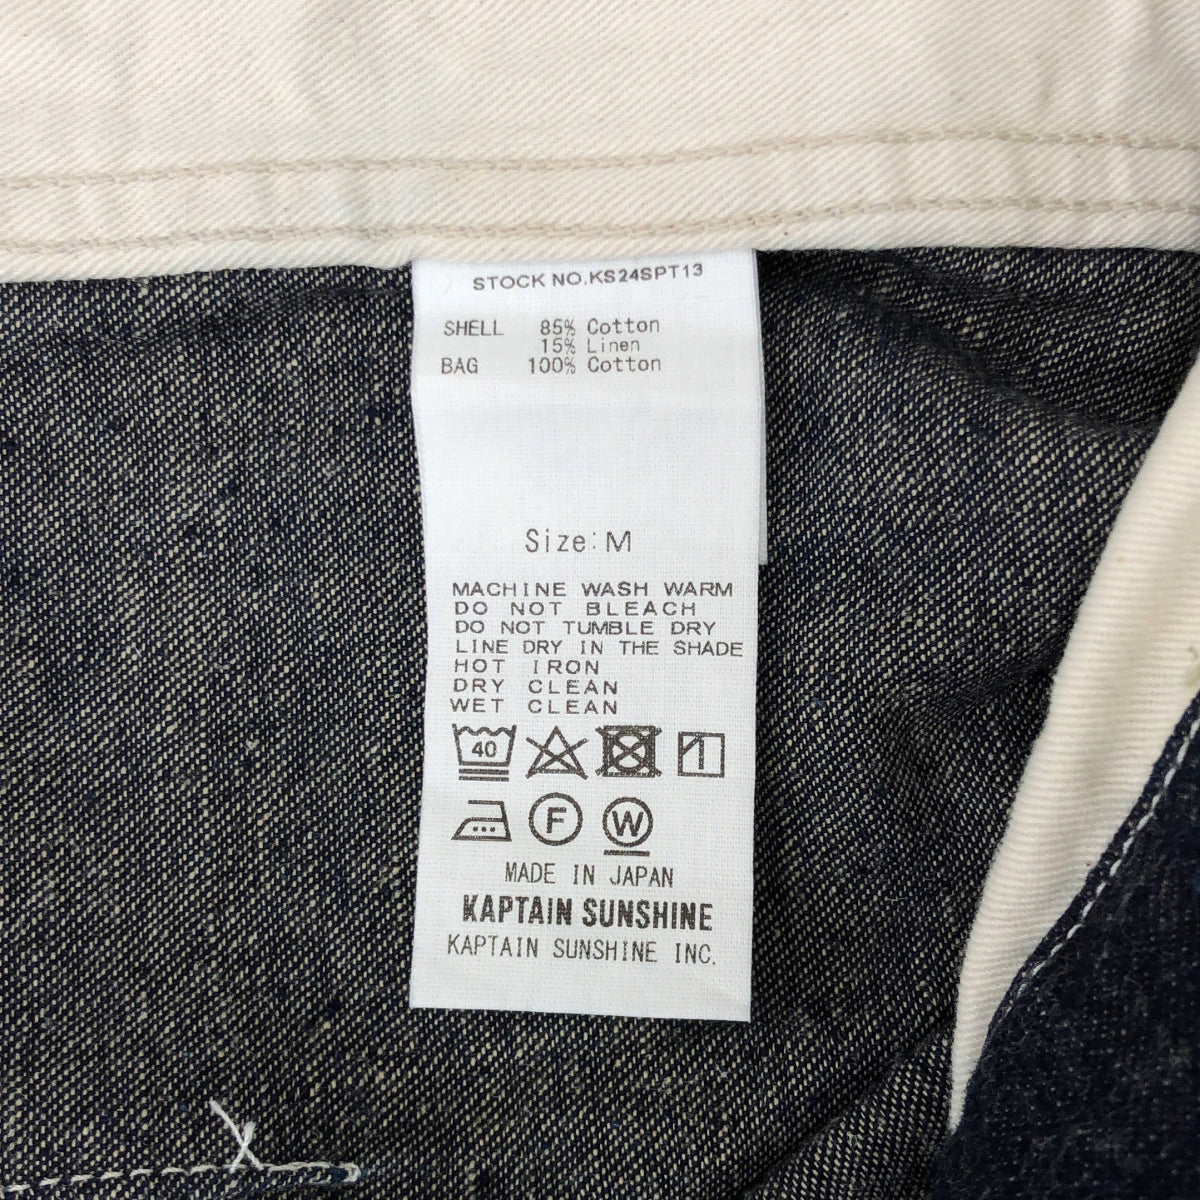 STOCK NO.KS24SPT13
SHELL 85% Cotton
15% Linen
BAG 100% Cotton
Size:M
MACHINE WASH WARM
DO NOT BLEACH
DO NOT TUMBLE DRY
LINE DRY IN THE SHADE
HOT IRON
DRY CLEAN
WET CLEAN
40
F W
MADE IN JAPAN
KAPTAIN SUNSHINE
KAPTAIN SUNSHINE INC.